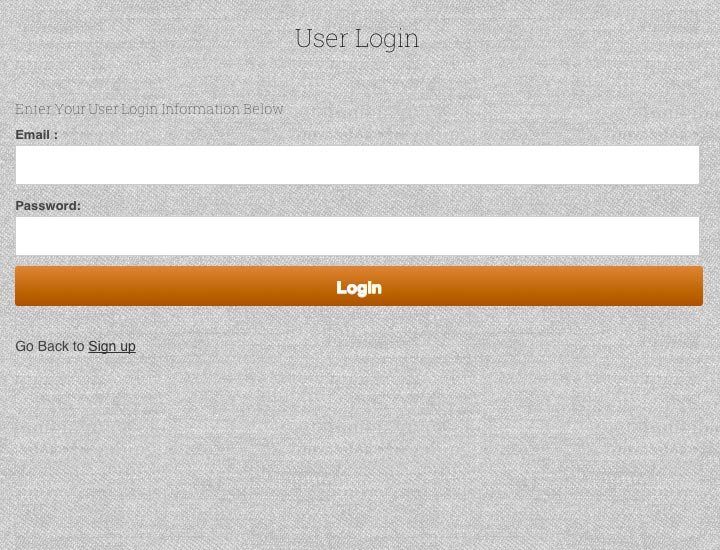 User Login
Enter Your User Login Information Below
Email :
Password:
Login
Go Back to Sign up